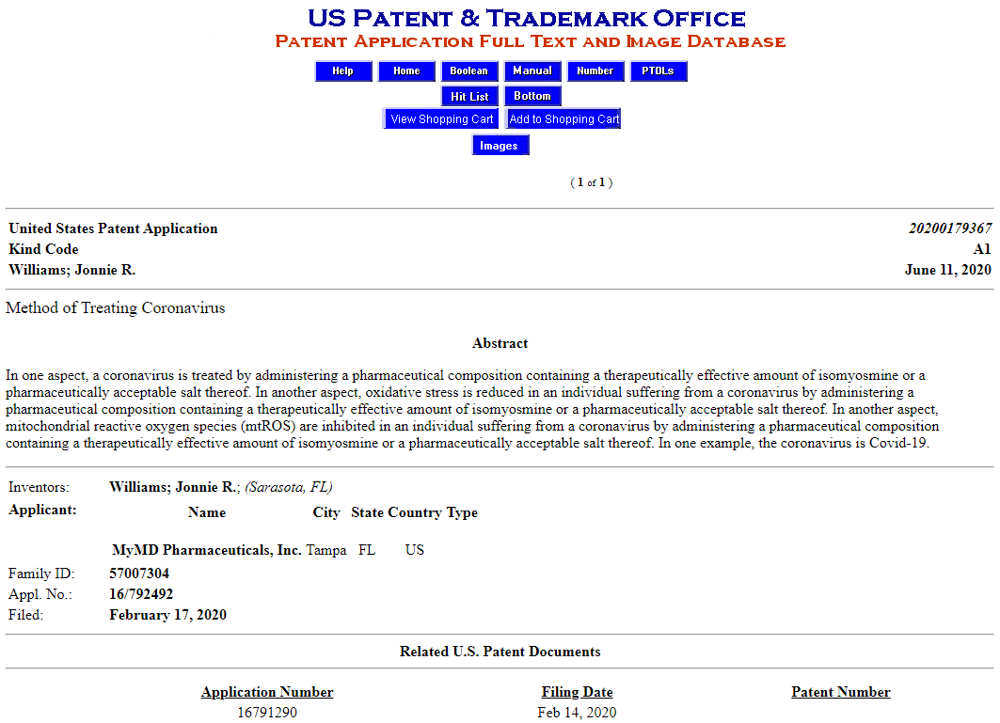 US PATENT & TRADEMARK OFFICE
PATENT APPLICATION FULL TEXT AND IMAGE DATABASE
Help Home Boolean Manual Number PTDLs
Hit List Bottom
View Shopping Cart Add to Shopping Cart
Images
( 1 of 1 )
United States Patent Application 20200179367
Kind Code A1
Williams; Jonnie R. June 11, 2020
Method of Treating Coronavirus
Abstract
In one aspect, a coronavirus is treated by administering a pharmaceutical composition containing a therapeutically effective amount of isomyosmine or a
pharmaceutically acceptable salt thereof. In another aspect, oxidative stress is reduced in an individual suffering from a coronavirus by administering a
pharmaceutical composition containing a therapeutically effective amount of isomyosmine or a pharmaceutically acceptable salt thereof. In another aspect,
mitochondrial reactive oxygen species (mtROS) are inhibited in an individual suffering from a coronavirus by administering a pharmaceutical composition
containing a therapeutically effective amount of isomyosmine or a pharmaceutically acceptable salt thereof. In one example, the coronavirus is Covid-19.
Inventors: Williams; Jonnie R.; (Sarasota, FL)
Applicant: Name City State Country Type
MyMD Pharmaceuticals, Inc. Tampa FL US
Family ID: 57007304
Appl. No.: 16/792492
Filed: February 17, 2020
Related U.S. Patent Documents
Application Number Filing Date Patent Number
16791290 Feb 14, 2020